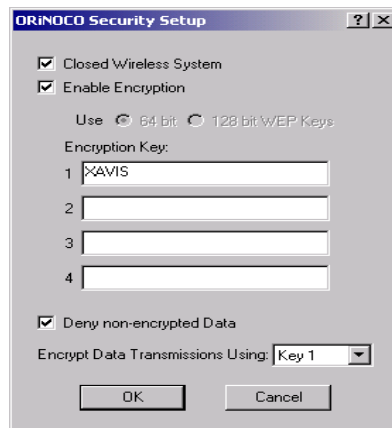 ORiNOCO Security Setup
Closed Wireless System
Enable Encryption
Use 64 bit 128 bit WEP Keys
Encryption Key:
1 XAVIS
2
3
4
Deny non-encrypted Data
Encrypt Data Transmissions Using: Key 1
OK Cancel